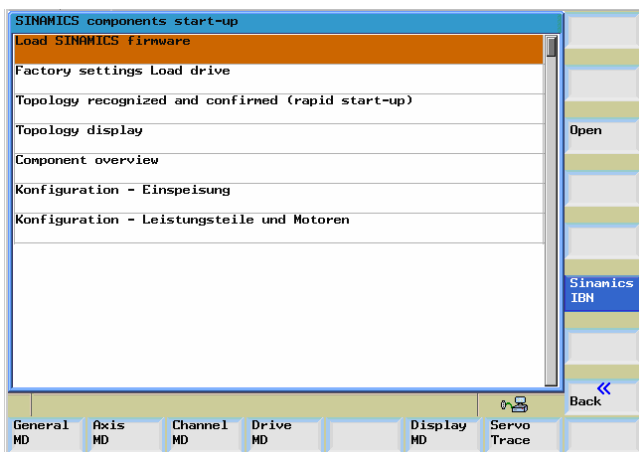 SINAMICS components start-up
Load SINAMICS firmware
Factory settings Load drive
Topology recognized and confirmed (rapid start-up)
Topology display
Component overview
Konfiguration - Einspeisung
Konfiguration - Leistungsteile und Motoren
Open
Sinamics
IBN
«
Back
General
MD
Axis
MD
Channel
MD
Drive
MD
Display
MD
Servo
Trace